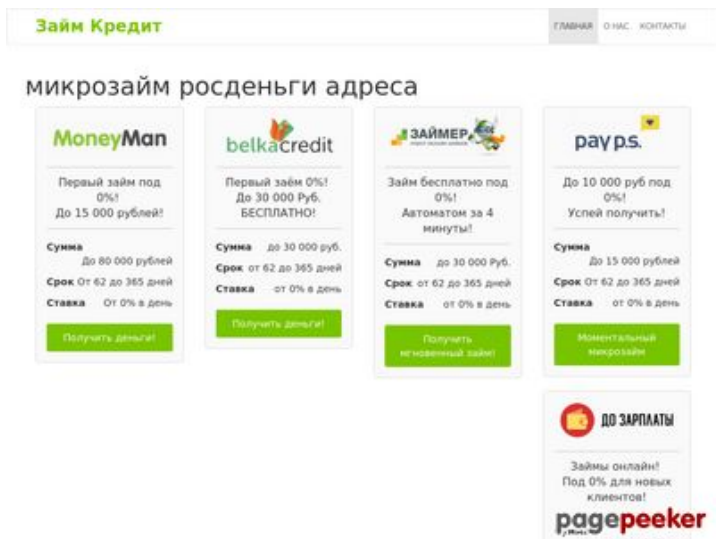 Займ Кредит
ГЛАВНАЯ О НАС. КОНТАКТЫ
микрозайм росденьги адреса
MoneyMan
Первый займ под
0%!
До 15 000 рублей!
Сумма
До 80 000 рублей
Срок От 62 до 365 дней
Ставка От 0% в день
Получить деньги!
belkacredit
Первый заём 0%!
До 30 000 Руб.
БЕСПЛАТНО!
Сумма до 30 000 руб.
Срок от 62 до 365 дней
Ставка от 0% в день
Получить деньги!
ЗАЙМЕР
Займ бесплатно под
0%!
Автоматом за 4
минуты!
Сумма до 30 000 Руб.
Срок от 62 до 365 дней
Ставка от 0% в день
Получить
мгновенный займ!
pay p.s.
До 10 000 руб под
0%!
Успей получить!
Сумма
До 15 000 рублей
Срок От 62 до 365 дней
Ставка от 0% в день
Моментальный
микрозайм
ДО ЗАРПЛАТЫ
Займы онлайн!
Под 0% для новых
клиентов!
pagepeeker